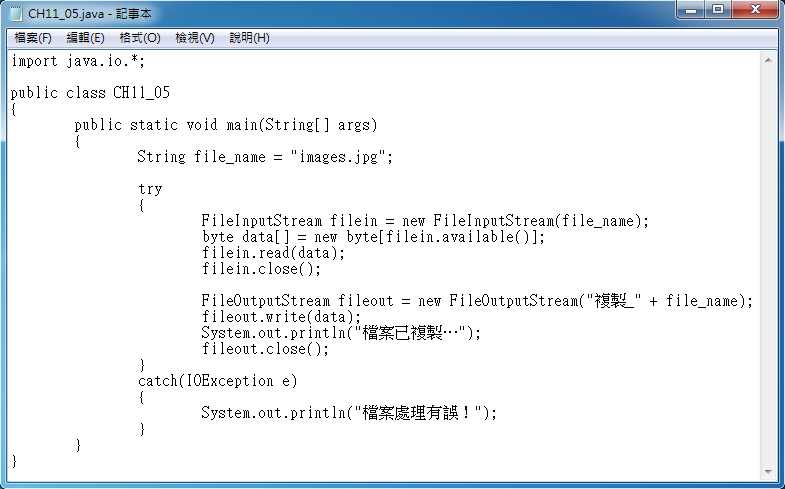 CH11_05.java - 記事本
檔案(F) 編輯(E) 格式(O) 檢視(V) 說明(H)
import java.io.*;
public class CH11_05
{
public static void main(String[] args)
{
String file_name = "images.jpg";
try
{
FileInputStream filein = new FileInputStream(file_name);
byte data[] = new byte[filein.available()];
filein.read(data);
filein.close();
FileOutputStream fileout = new FileOutputStream("複製_" + file_name);
fileout.write(data);
System.out.println("檔案已複製…");
fileout.close();
}
catch(IOException e)
{
System.out.println("檔案處理有誤！");
}
}
}